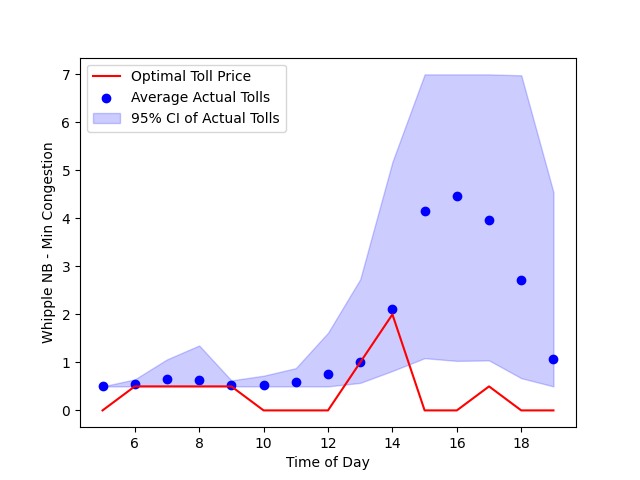 Optimal Toll Price
Average Actual Tolls
95% CI of Actual Tolls
Whipple NB - Min Congestion
7
6
5
4
3
2
1
0
6 8 10 12 14 16 18
Time of Day